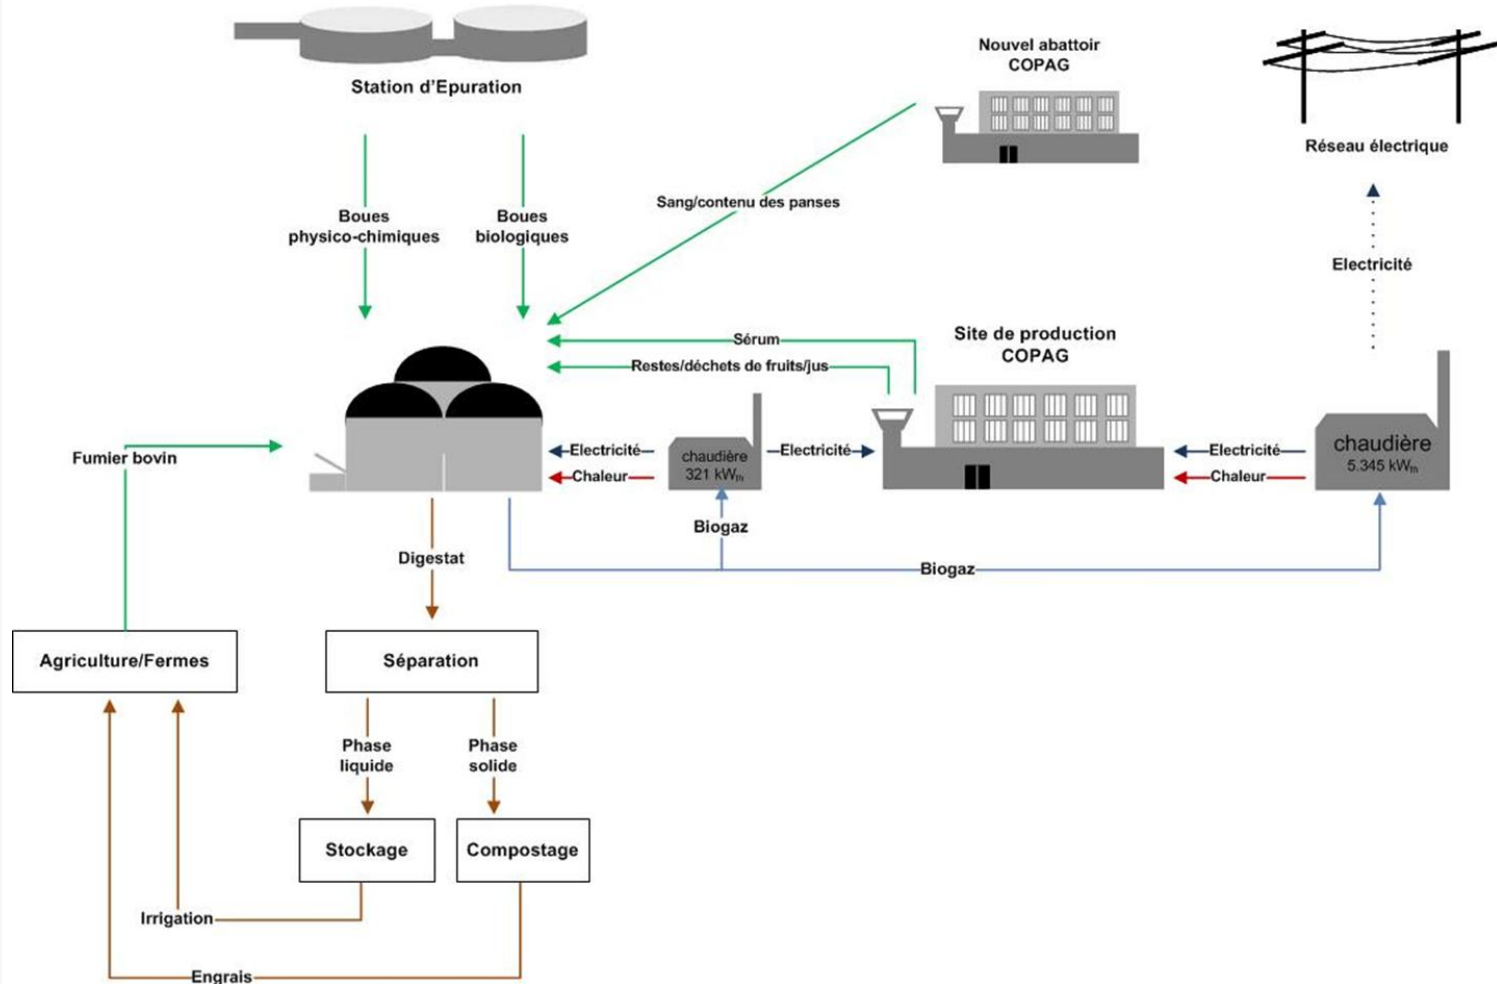 Station d'Epuration
Nouvel abattoir
COPAG
Réseau électrique
Boues
physico-chimiques
Boues
biologiques
Sang/contenu des panses
Electricité
Sérum
Restes/déchets de fruits/jus
Site de production
COPAG
Fumier bovin
Electricité
Chaleur
chaudière
321 kWth
Electricité
Electricité
Chaleur
chaudière
5.345 kWth
Biogaz
Digestat
Biogaz
Agriculture/Fermes
Séparation
Phase
liquide
Phase
solide
Stockage
Compostage
Irrigation
Engrais